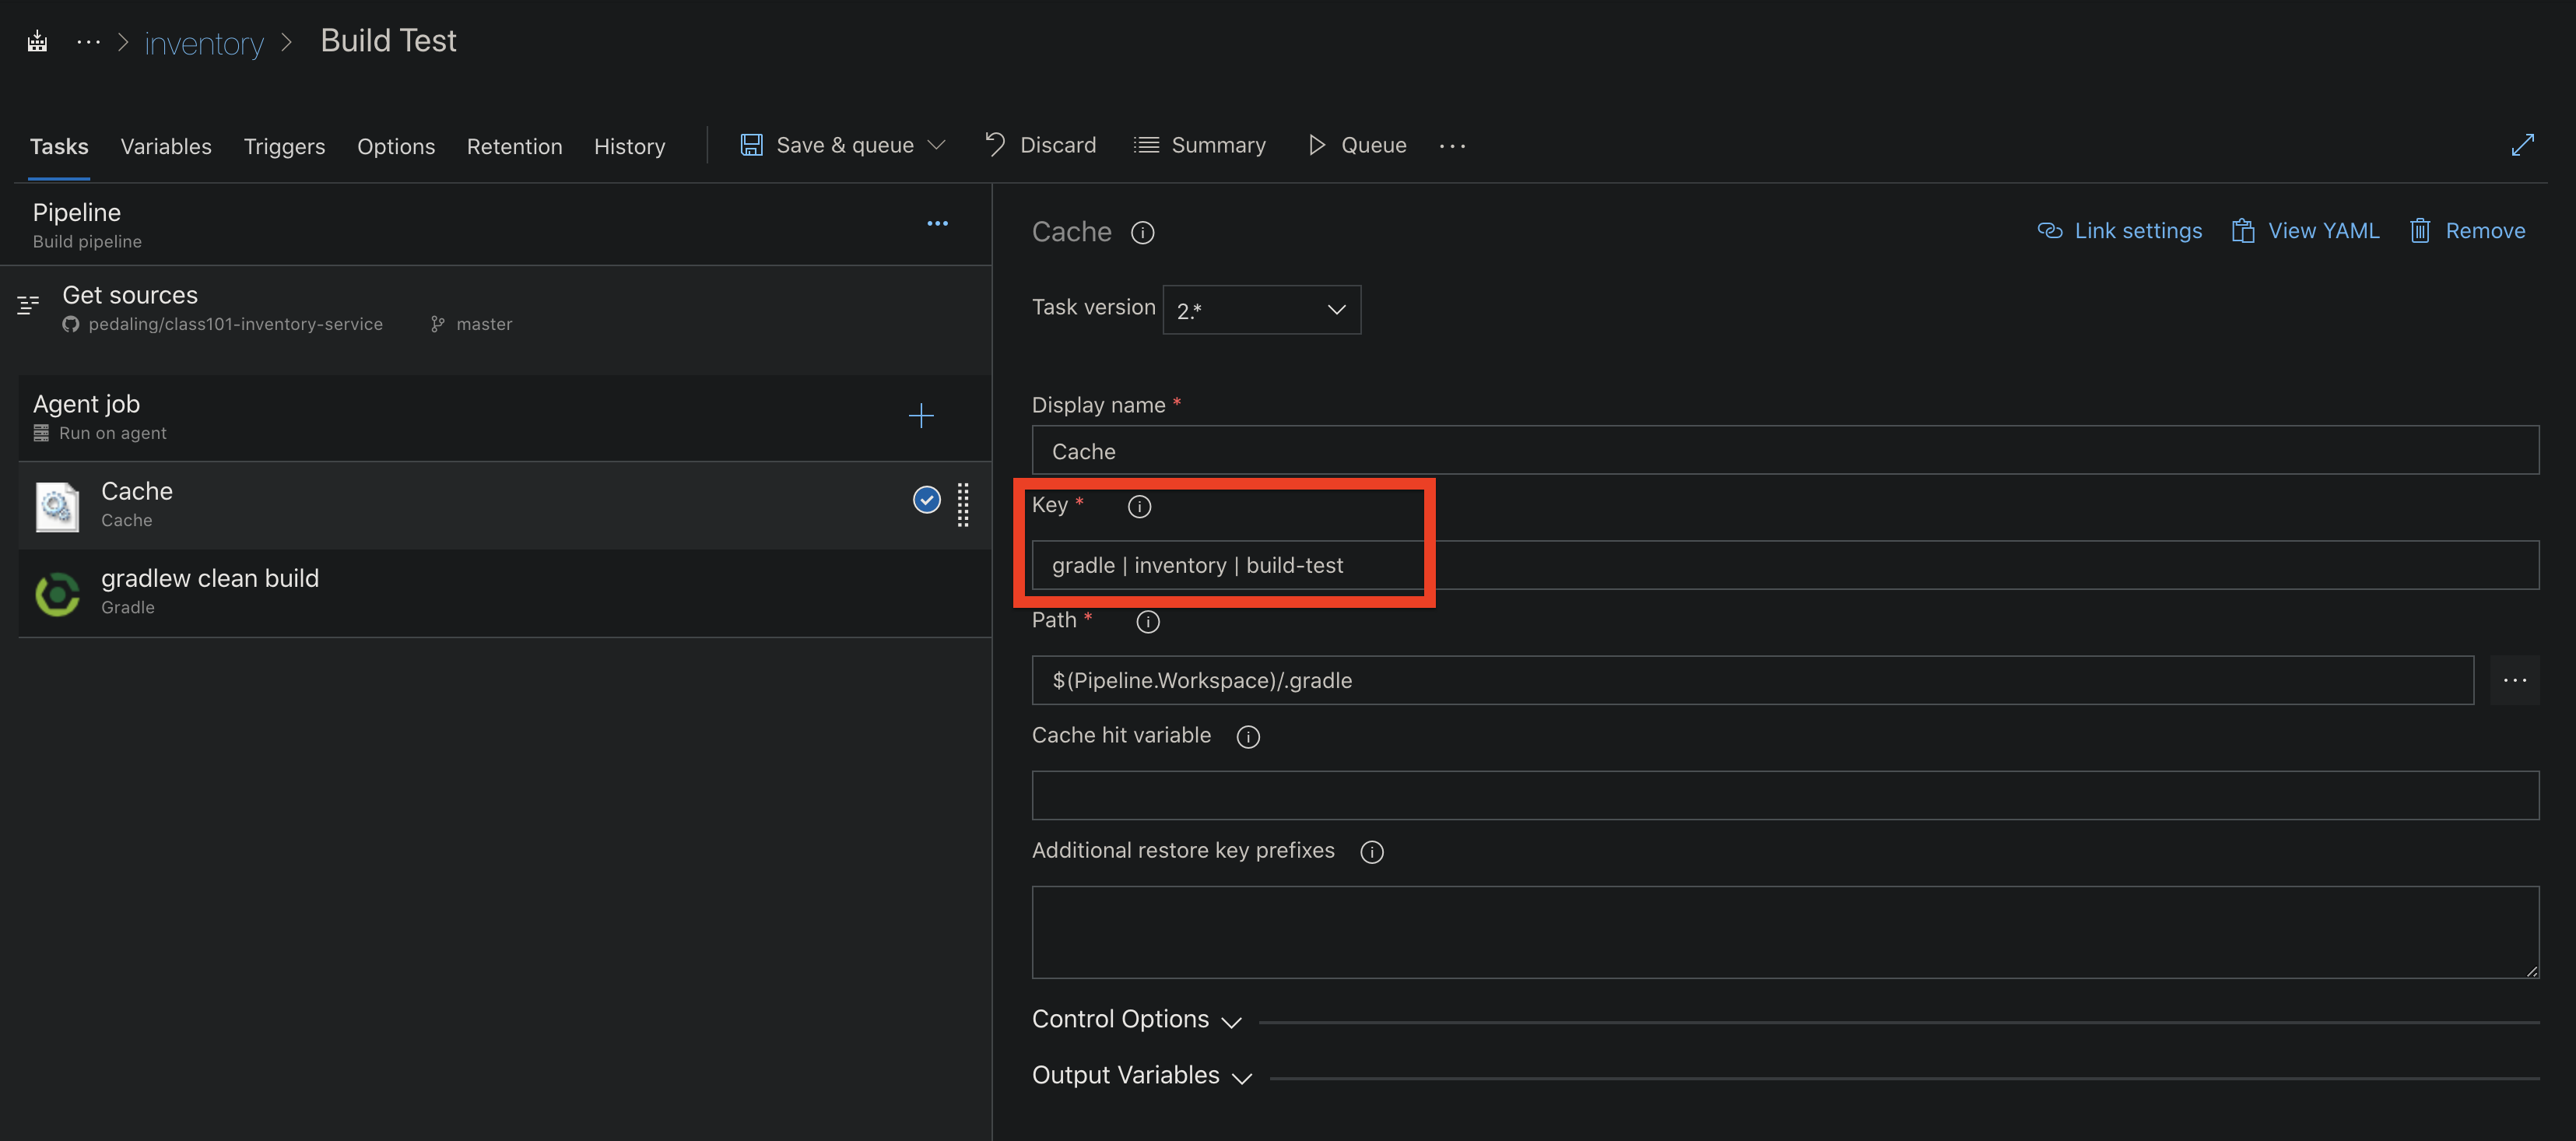 ··· > inventory > Build Test
Tasks Variables Triggers Options Retention History Save & queue Discard Summary Queue ···
Pipeline
Build pipeline
Get sources
pedaling/class101-inventory-service master
Agent job
Run on agent
Cache
Cache
gradlew clean build
Gradle
Cache
Link settings View YAML Remove
Task version 2.*
Display name *
Cache
Key *
gradle | inventory | build-test
Path *
$(Pipeline.Workspace)/.gradle
Cache hit variable
Additional restore key prefixes
Control Options
Output Variables